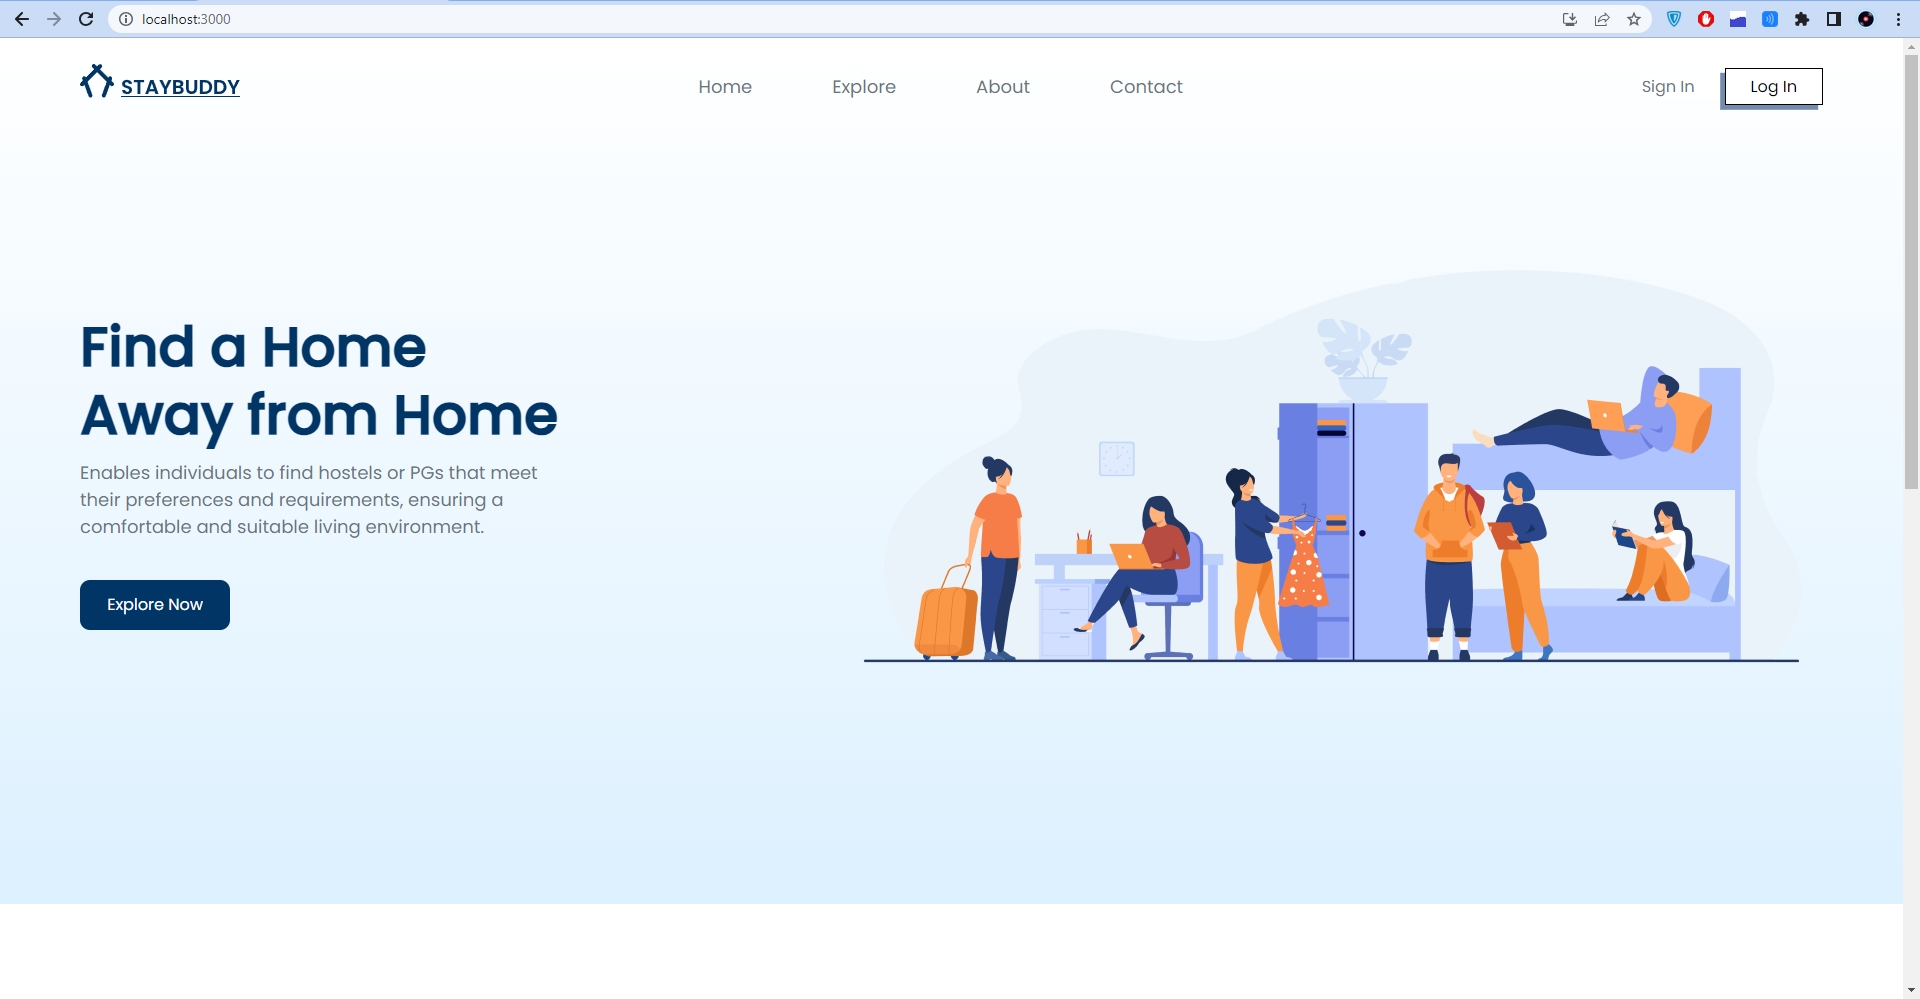 localhost:3000
STAYBUDDY
Home
Explore
About
Contact
Sign In
Log In
Find a Home
Away from Home
Enables individuals to find hostels or PGs that meet
their preferences and requirements, ensuring a
comfortable and suitable living environment.
Explore Now